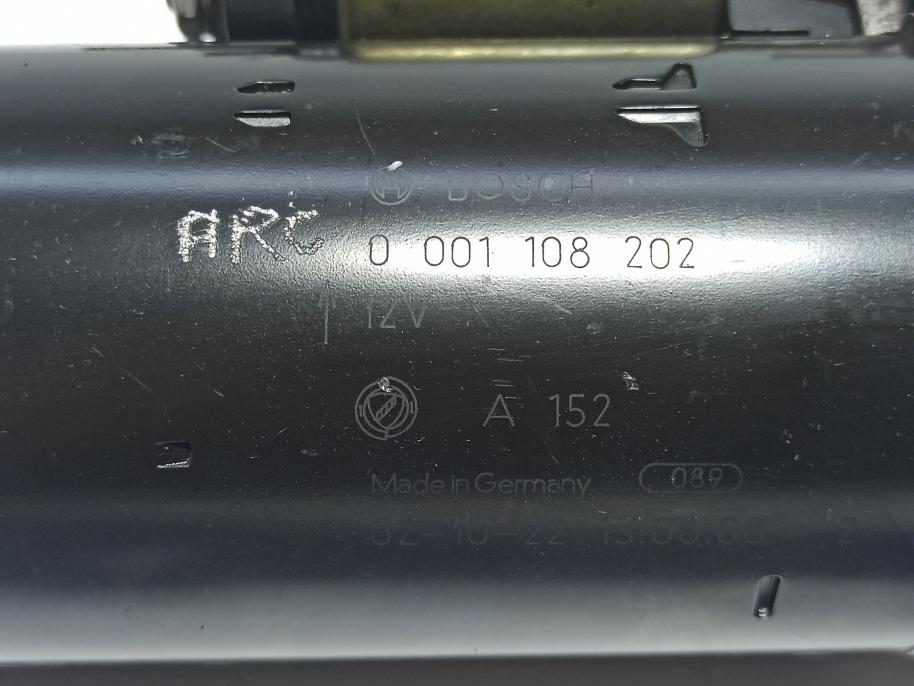 BOSCH
ARC
0 001 108 202
12V
A 152
Made in Germany 089